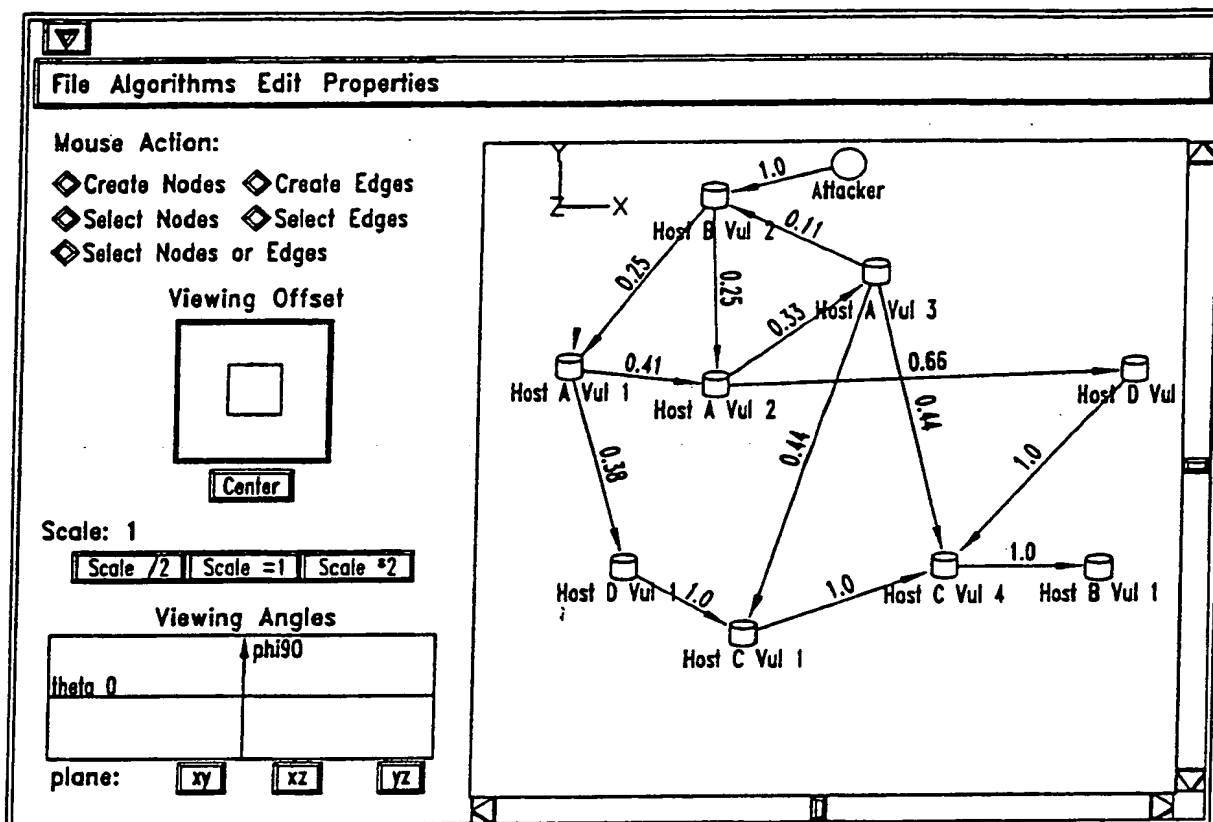 File Algorithms Edit Properties
Mouse Action:
Create Nodes Create Edges
Select Nodes Select Edges
Select Nodes or Edges
Viewing Offset
Center
Scale: 1
Scale /2 Scale =1 Scale *2
Viewing Angles
phi90
theta 0
plane: xy xz yz
Y
Z X
1.0
Attacker
Host B Vul 2
0.11
0.25
0.25
Host A Vul 3
0.33
0.41
0.66
Host A Vul 1
Host A Vul 2
Host D Vul
0.44
0.44
0.38
1.0
1.0
Host D Vul 1
1.0
1.0
Host C Vul 4
Host B Vul 1
Host C Vul 1